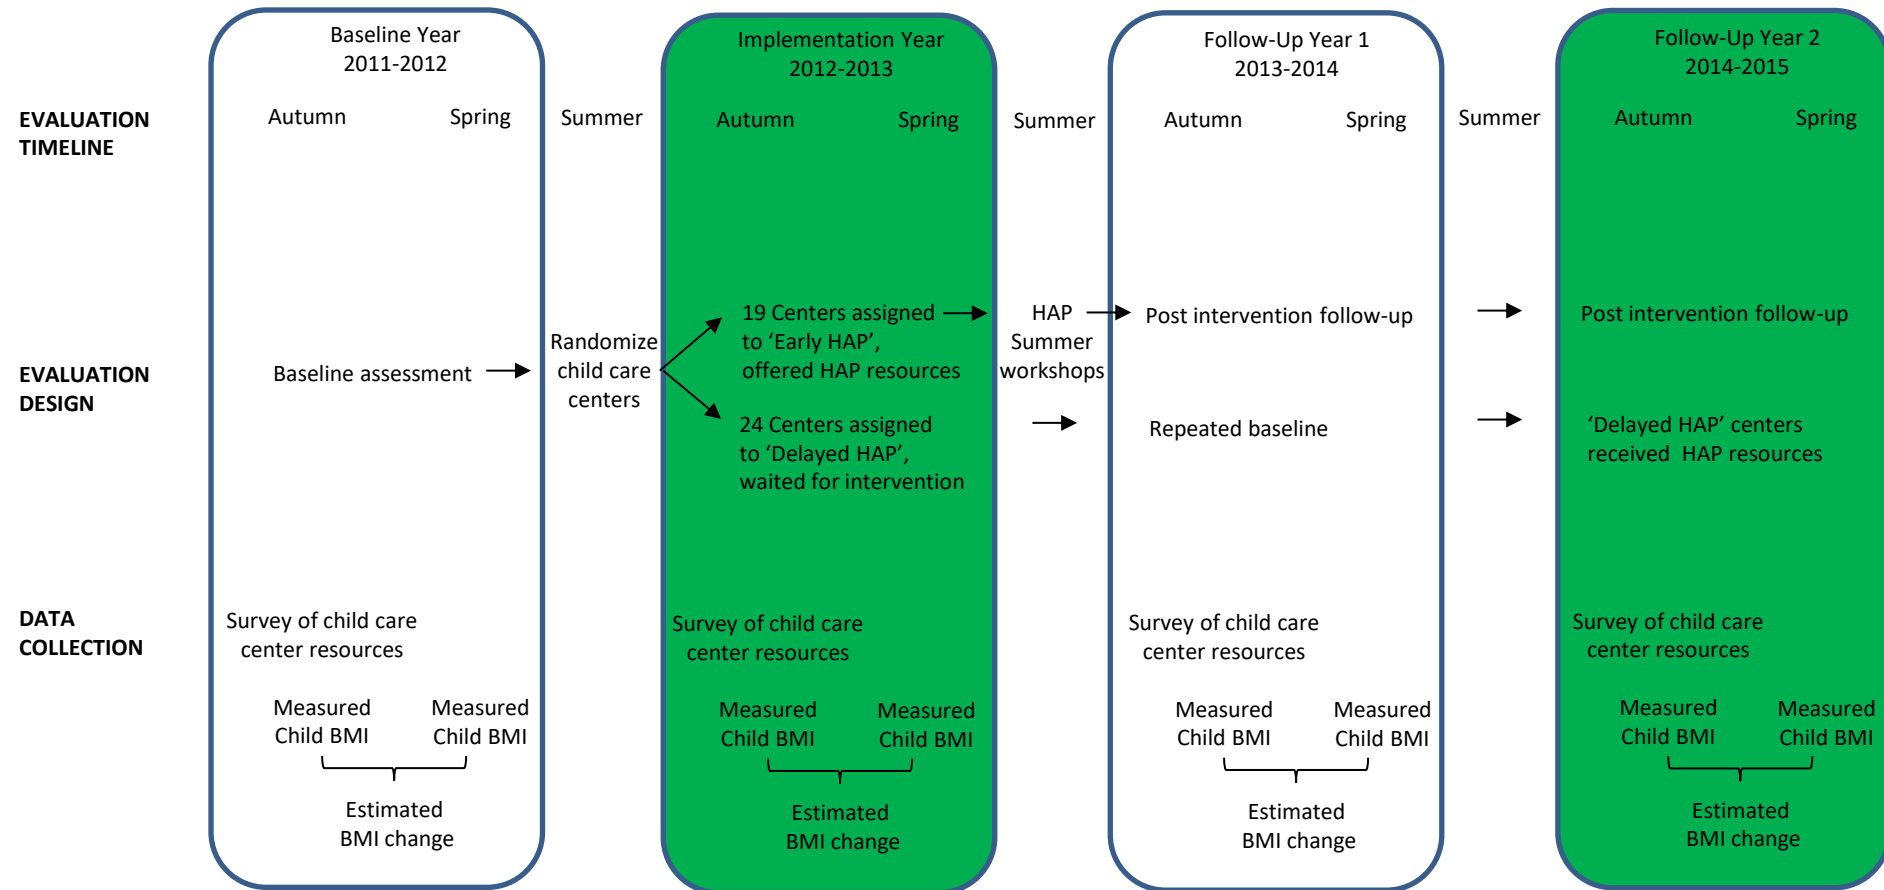 Baseline Year
2011-2012
Implementation Year
2012-2013
Follow-Up Year 1
2013-2014
Follow-Up Year 2
2014-2015
EVALUATION
TIMELINE
Autumn
Spring
Summer
Autumn
Spring
Summer
Autumn
Spring
Summer
Autumn
Spring
EVALUATION
DESIGN
Baseline assessment
Randomize
child care
centers
19 Centers assigned
to ‘Early HAP’,
offered HAP resources
24 Centers assigned
to ‘Delayed HAP’,
waited for intervention
HAP
Summer
workshops
Post intervention follow-up
Repeated baseline
Post intervention follow-up
‘Delayed HAP’ centers
received HAP resources
DATA
COLLECTION
Survey of child care
center resources
Measured
Child BMI
Measured
Child BMI
Estimated
BMI change
Survey of child care
center resources
Measured
Child BMI
Measured
Child BMI
Estimated
BMI change
Survey of child care
center resources
Measured
Child BMI
Measured
Child BMI
Estimated
BMI change
Survey of child care
center resources
Measured
Child BMI
Measured
Child BMI
Estimated
BMI change